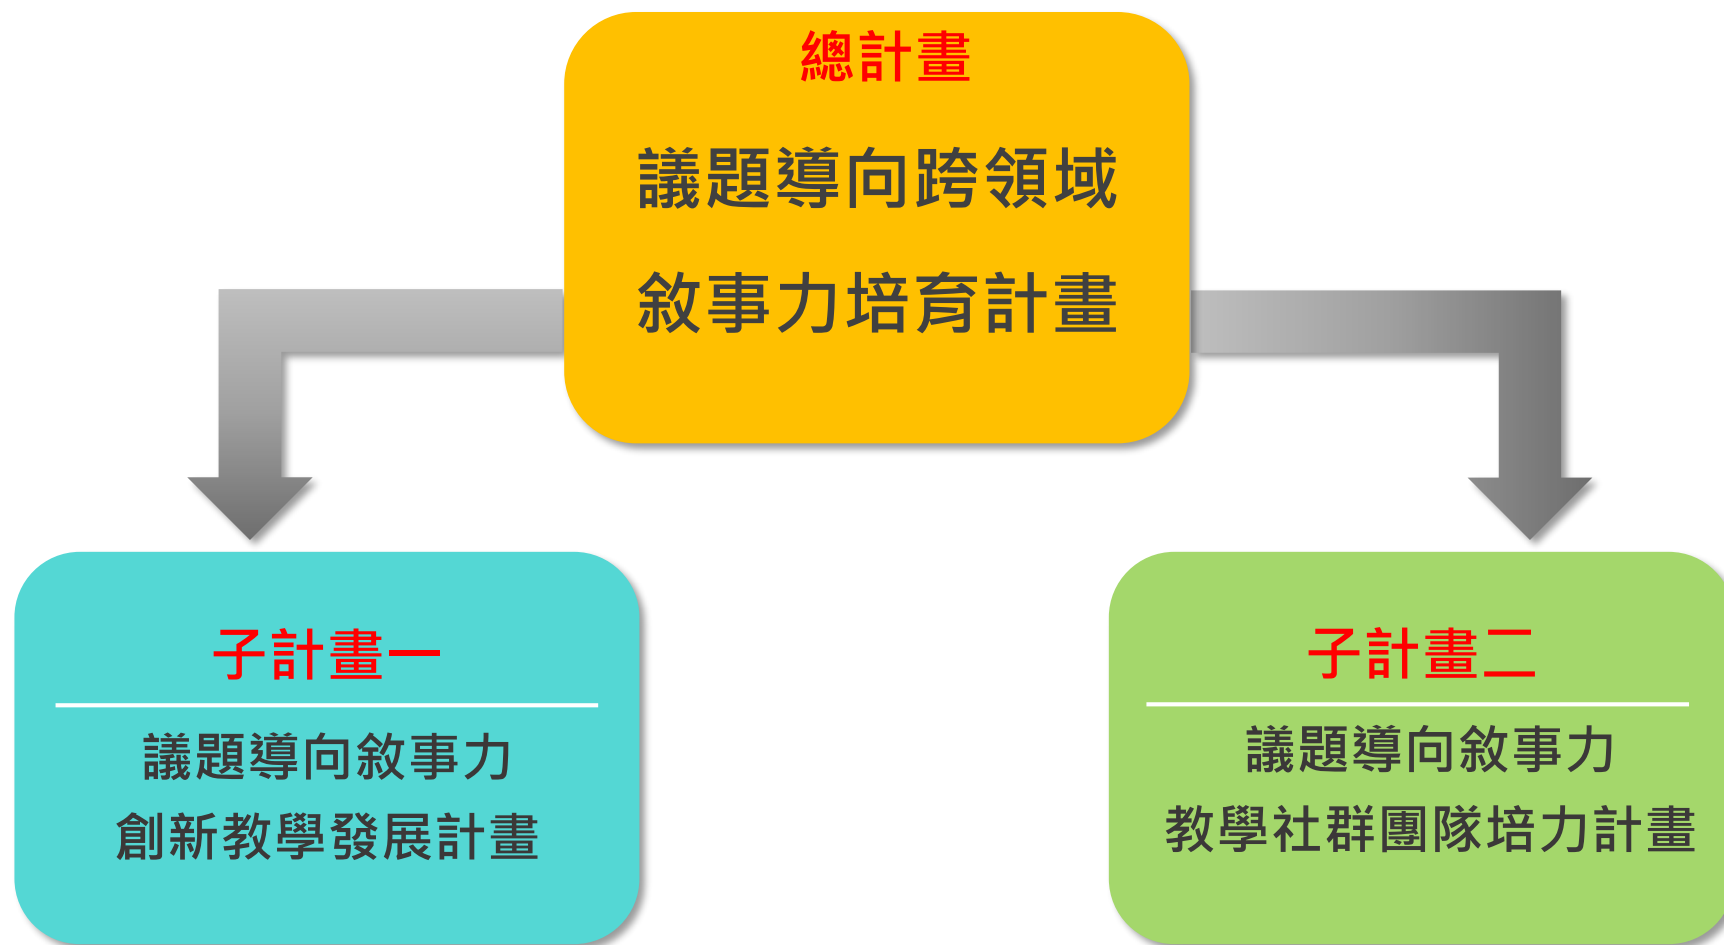 總計畫
議題導向跨領域
敘事力培育計畫
子計畫一
議題導向敘事力
創新教學發展計畫
子計畫二
議題導向敘事力
教學社群團隊培力計畫